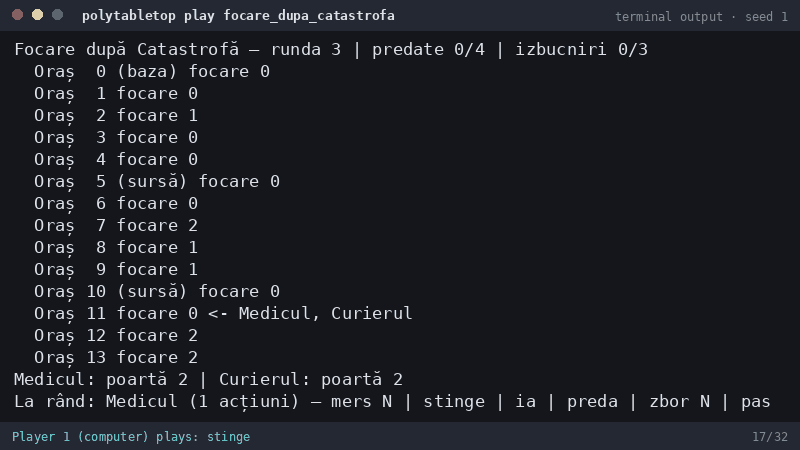 polytabletop play focare_dupa_catastrofa
terminal output · seed 1
Focare după Catastrofă — runda 3 | predate 0/4 | izbucniri 0/3
Oraș  0 (baza) focare 0
Oraș  1 focare 0
Oraș  2 focare 1
Oraș  3 focare 0
Oraș  4 focare 0
Oraș  5 (sursă) focare 0
Oraș  6 focare 0
Oraș  7 focare 2
Oraș  8 focare 1
Oraș  9 focare 1
Oraș 10 (sursă) focare 0
Oraș 11 focare 0 <- Medicul, Curierul
Oraș 12 focare 2
Oraș 13 focare 2
Medicul: poartă 2 | Curierul: poartă 2
La rând: Medicul (1 acțiuni) — mers N | stinge | ia | preda | zbor N | pas
Player 1 (computer) plays: stinge
17/32